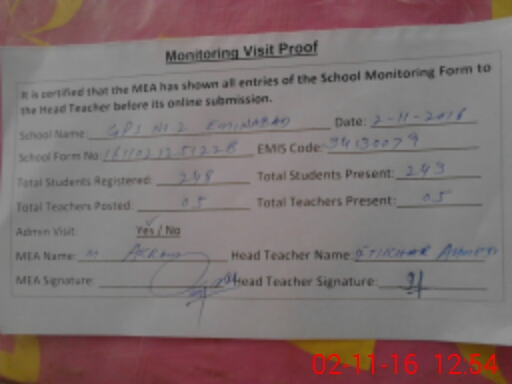 Monitoring Visit Proof
It is certified that the MEA has shown all entries of the School Monitoring Form to
the Head Teacher before its online submission.
School Name: GPS No 2 EMINABAD Date: 2-11-2016
School Form No: EMIS Code: 34130079
Total Students Registered: 248 Total Students Present: 243
Total Teachers Posted: 05 Total Teachers Present: 05
Admin Visit: Yes / No
MEA Name: M AKRAM Head Teacher Name: IFTIKHAR AHMED
MEA Signature: Head Teacher Signature:
02-11-16 12:54